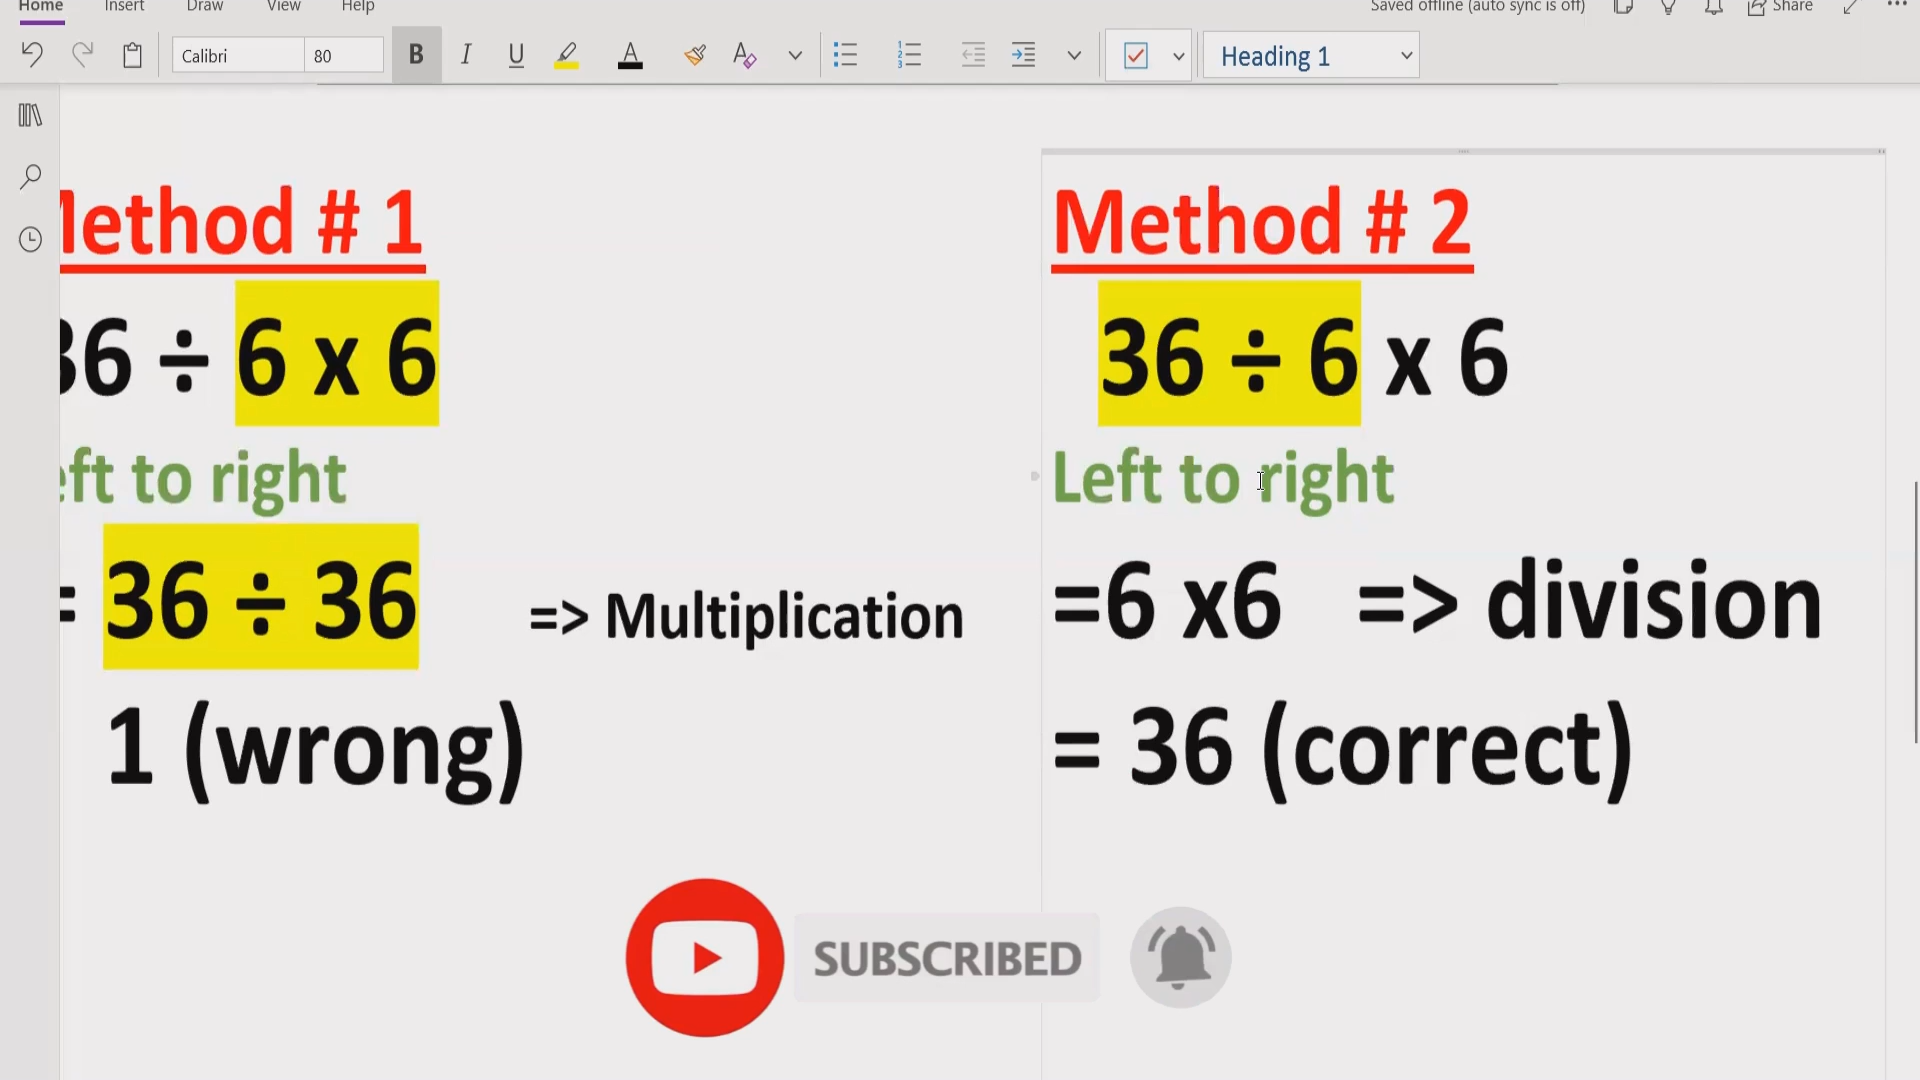 Home Insert Draw View Help Saved offline (auto sync is off) Share
Calibri 80 B I U A Heading 1
Method # 1
36 ÷ 6 x 6
Left to right
= 36 ÷ 36 => Multiplication
1 (wrong)
Method # 2
36 ÷ 6 x 6
Left to right
=6 x6 => division
= 36 (correct)
SUBSCRIBED